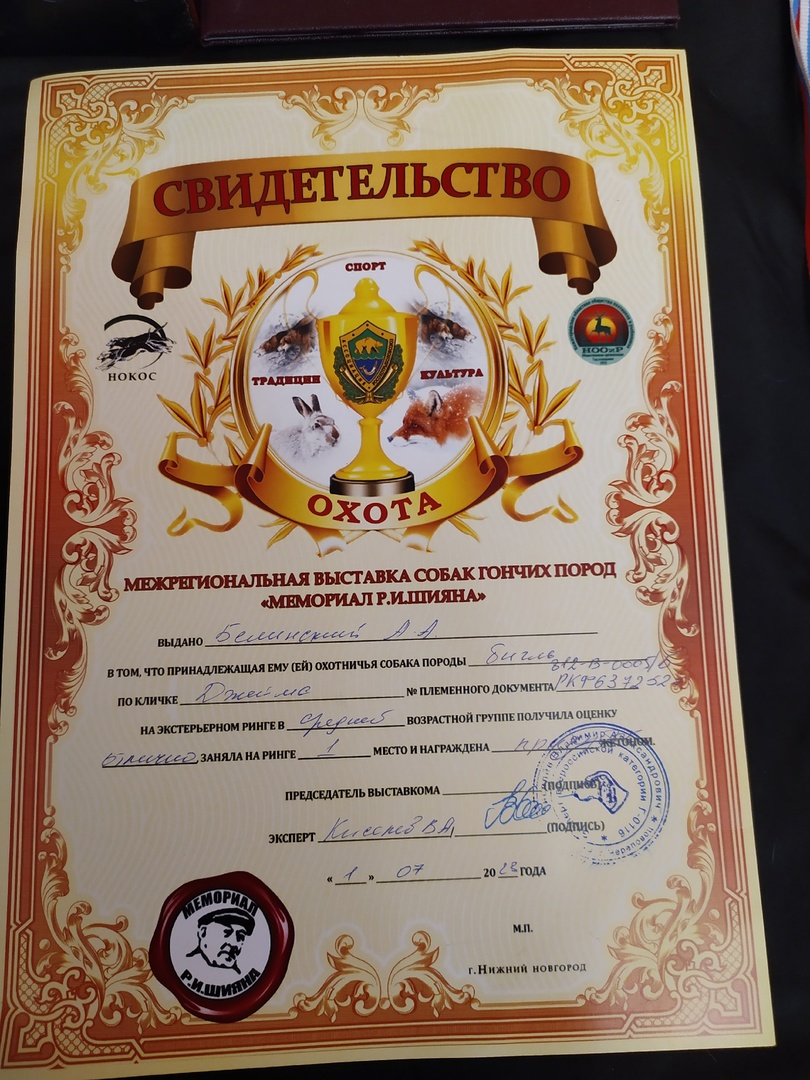 СВИДЕТЕЛЬСТВО
СПОРТ
НОКОС
НООиР
ТРАДИЦИИ
КУЛЬТУРА
ОХОТА
МЕЖРЕГИОНАЛЬНАЯ ВЫСТАВКА СОБАК ГОНЧИХ ПОРОД
«МЕМОРИАЛ Р.И.ШИЯНА»
ВЫДАНО Белинский А.А.
В ТОМ, ЧТО ПРИНАДЛЕЖАЩАЯ ЕМУ (ЕЙ) ОХОТНИЧЬЯ СОБАКА ПОРОДЫ бигль
ПО КЛИЧКЕ № ПЛЕМЕННОГО ДОКУМЕНТА РКФ637252
НА ЭКСТЕРЬЕРНОМ РИНГЕ В средней ВОЗРАСТНОЙ ГРУППЕ ПОЛУЧИЛА ОЦЕНКУ
отлично, ЗАНЯЛА НА РИНГЕ 1 МЕСТО И НАГРАЖДЕНА ЖЕТОНОМ.
ПРЕДСЕДАТЕЛЬ ВЫСТАВКОМА (ПОДПИСЬ)
ЭКСПЕРТ (ПОДПИСЬ)
« 1 » 07 20 ГОДА
М.П.
г.НИЖНИЙ НОВГОРОД
МЕМОРИАЛ
Р.И.ШИЯНА